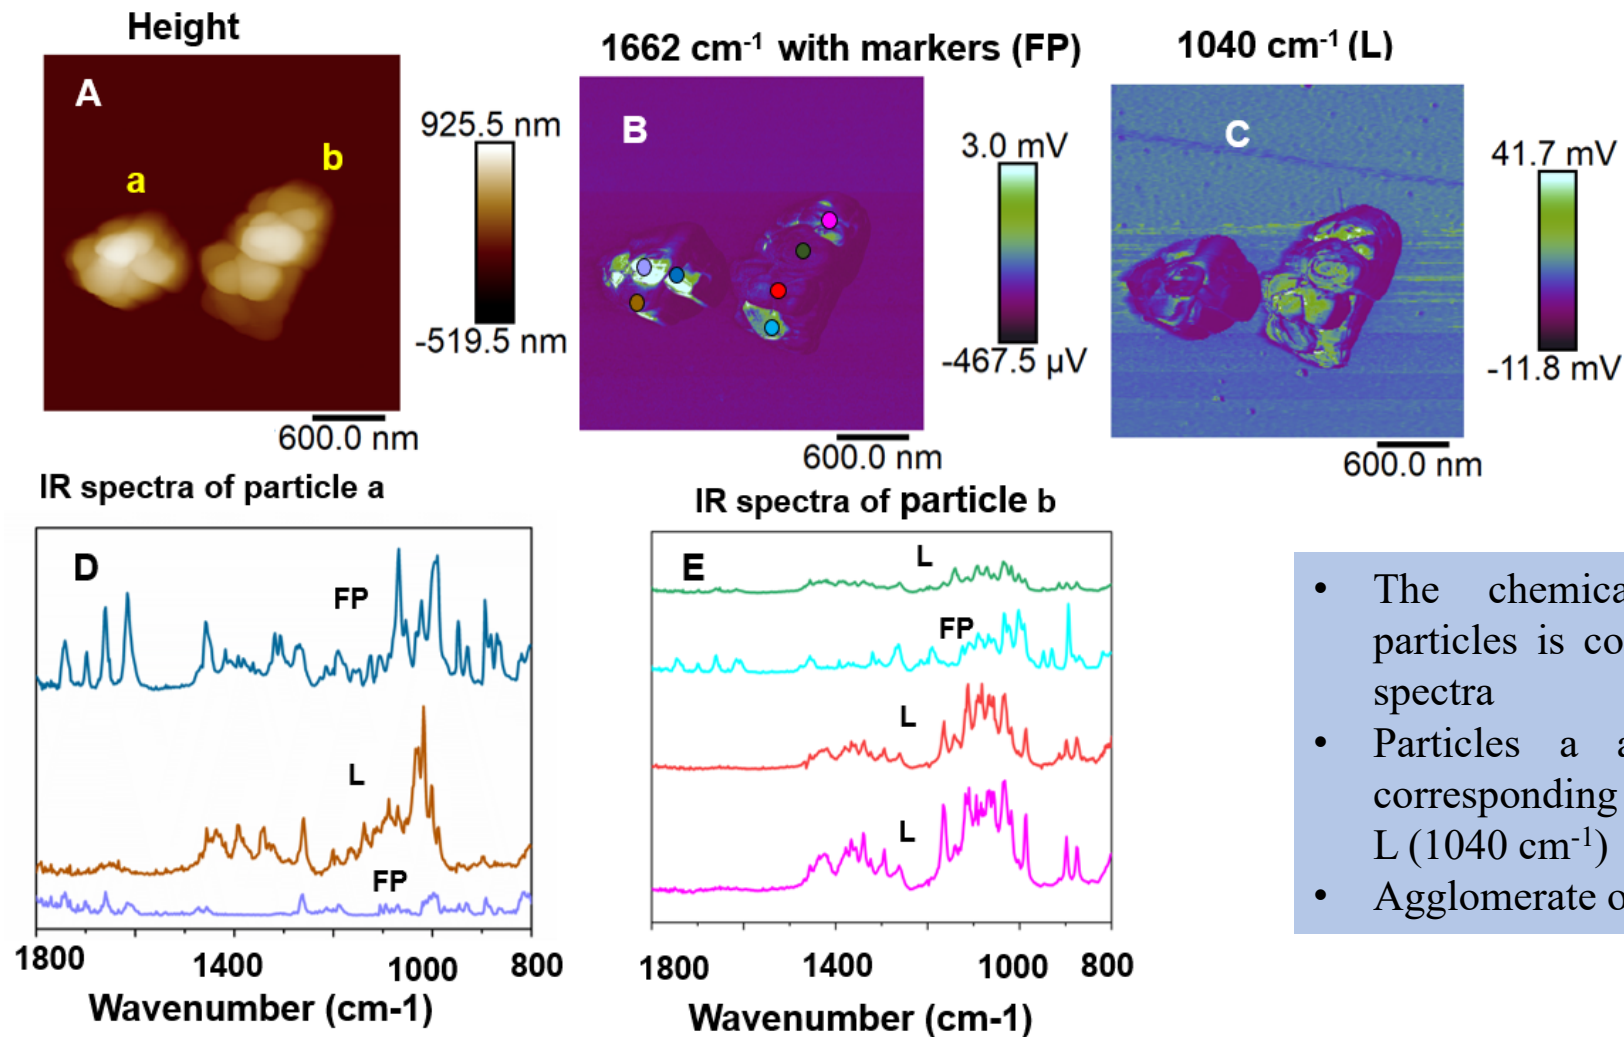 Height
1662 cm-1 with markers (FP)
1040 cm-1 (L)
A
a
b
925.5 nm
-519.5 nm
600.0 nm
B
3.0 mV
-467.5 µV
600.0 nm
C
41.7 mV
-11.8 mV
600.0 nm
IR spectra of particle a
D
FP
L
FP
1800
1400
1000
800
Wavenumber (cm-1)
IR spectra of particle b
E
L
FP
L
L
1800
1400
1000
800
Wavenumber (cm-1)
• The
particles is
spectra
• Particles a
corresponding
L (1040 cm-1)
• Agglomerate